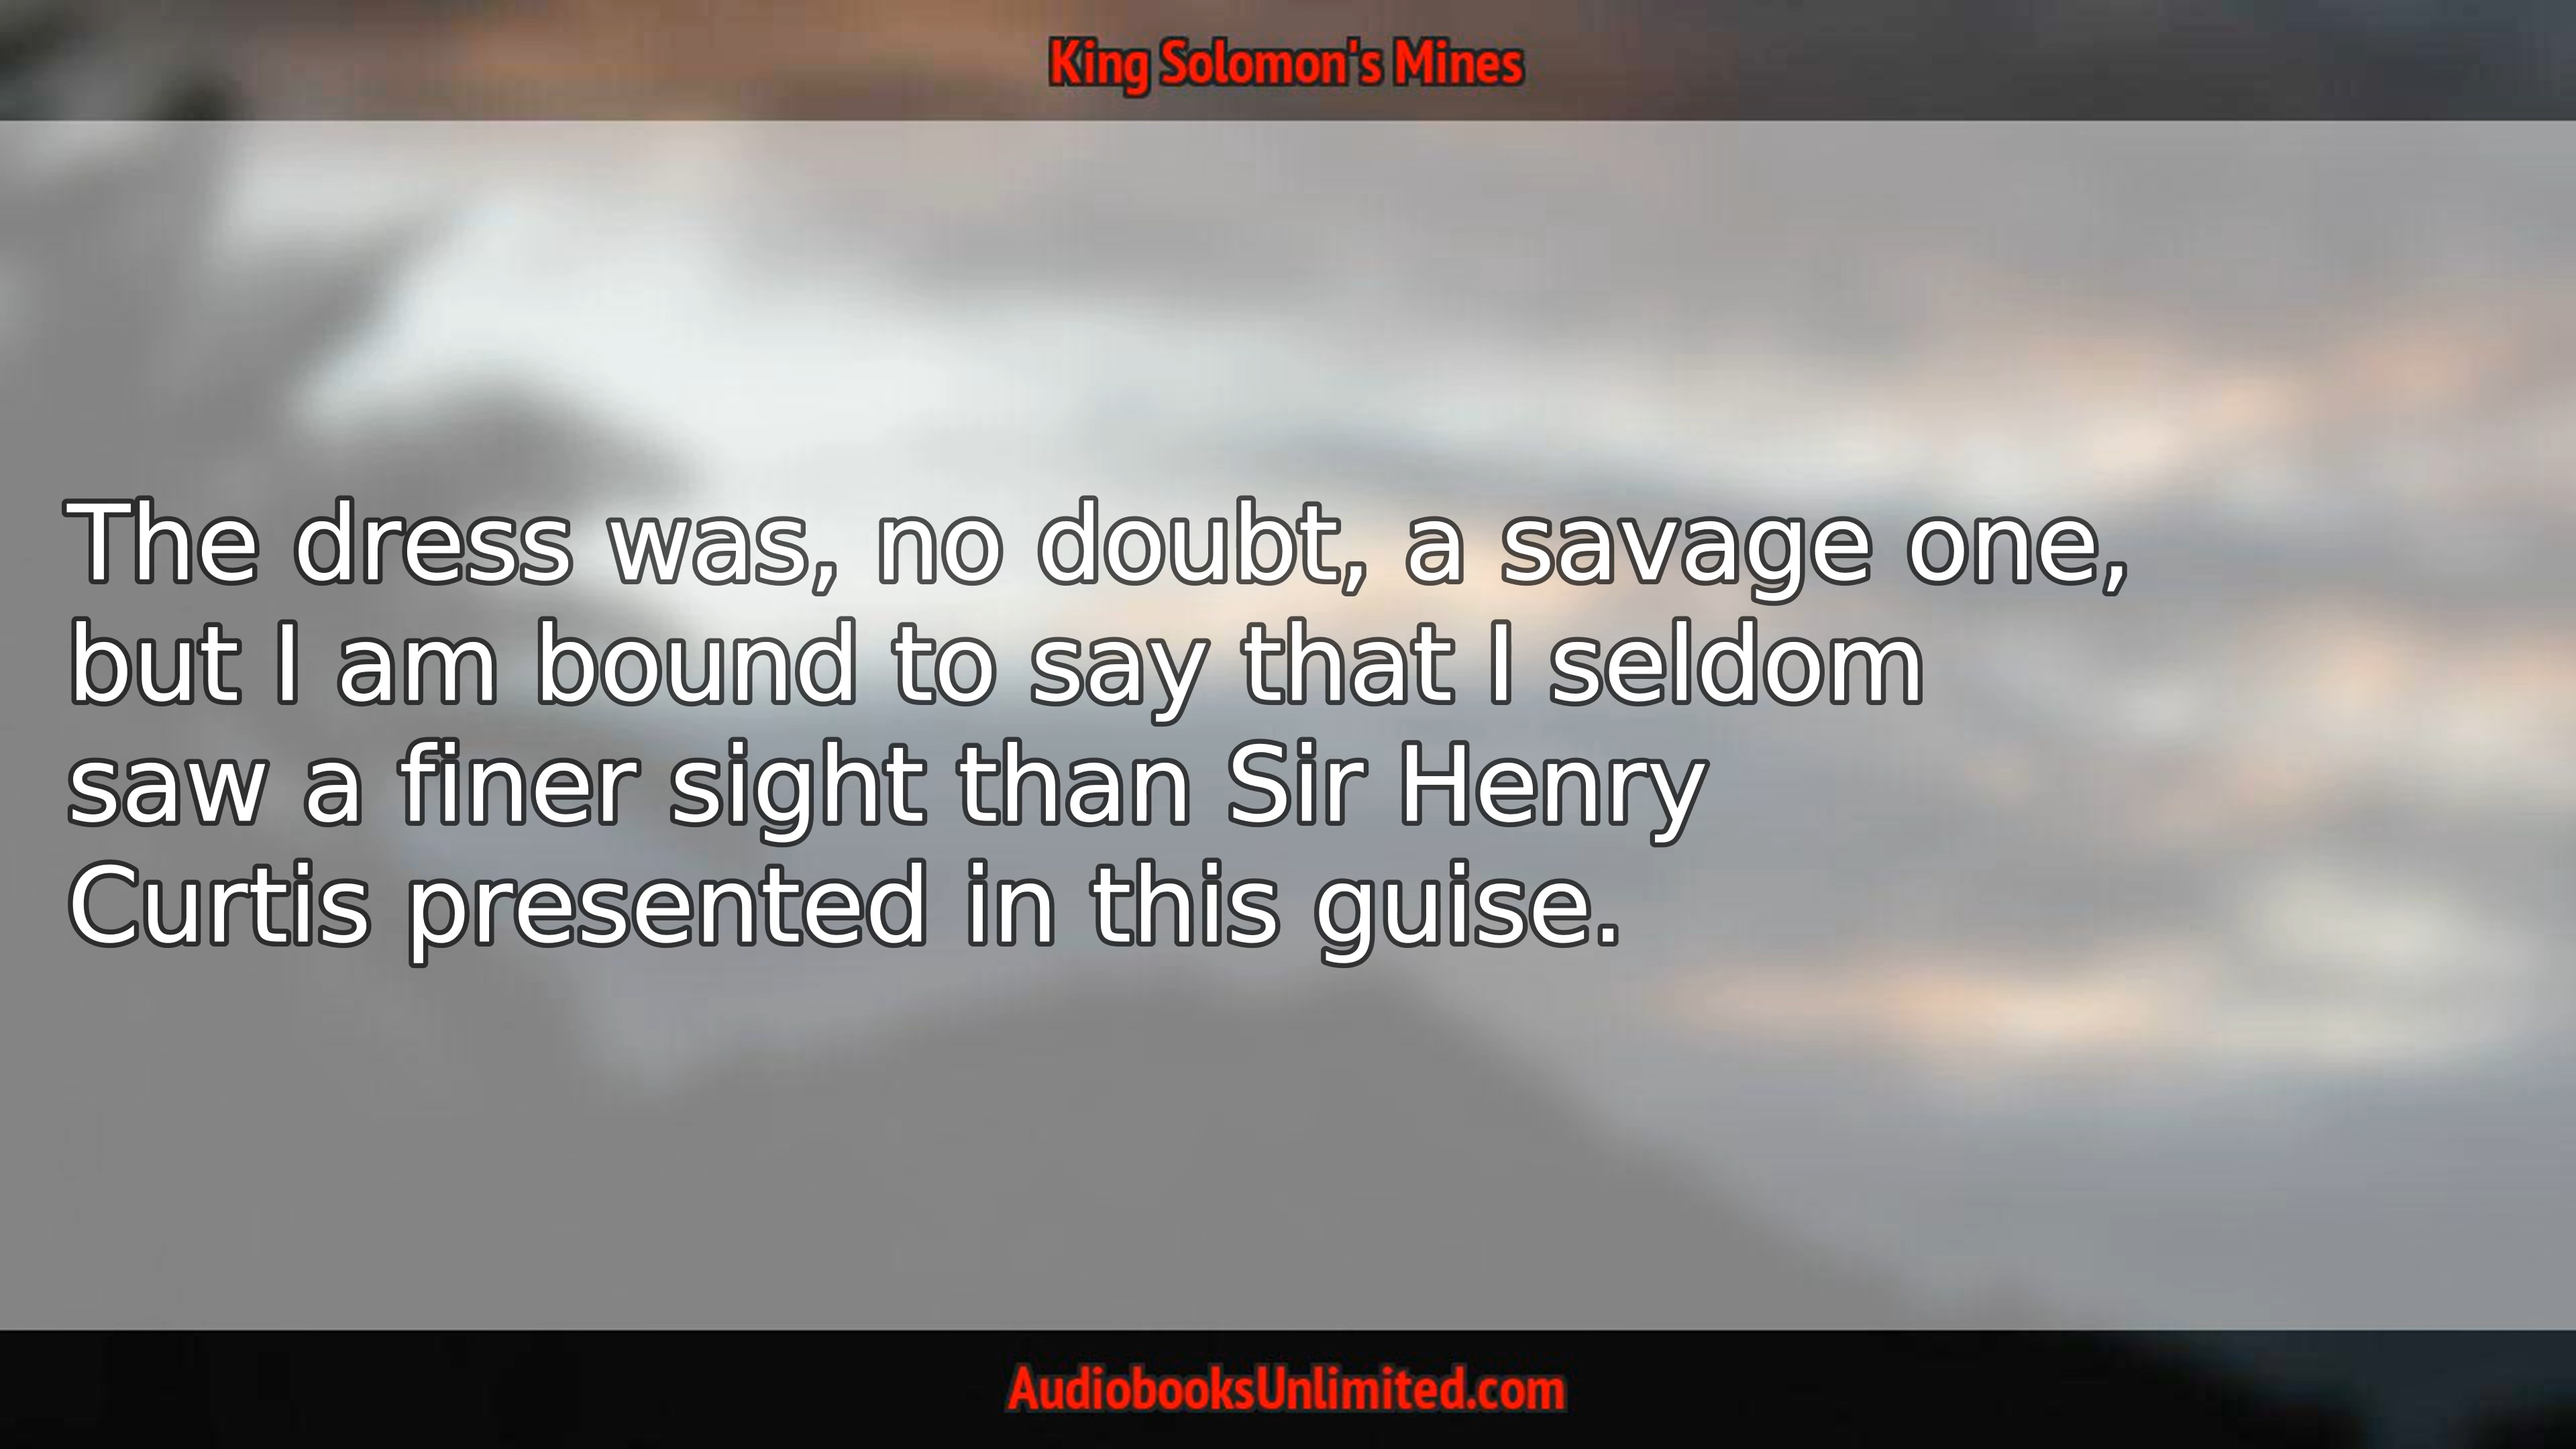 King Solomon's Mines
The dress was, no doubt, a savage one,
but I am bound to say that I seldom
saw a finer sight than Sir Henry
Curtis presented in this guise.
AudiobooksUnlimited.com